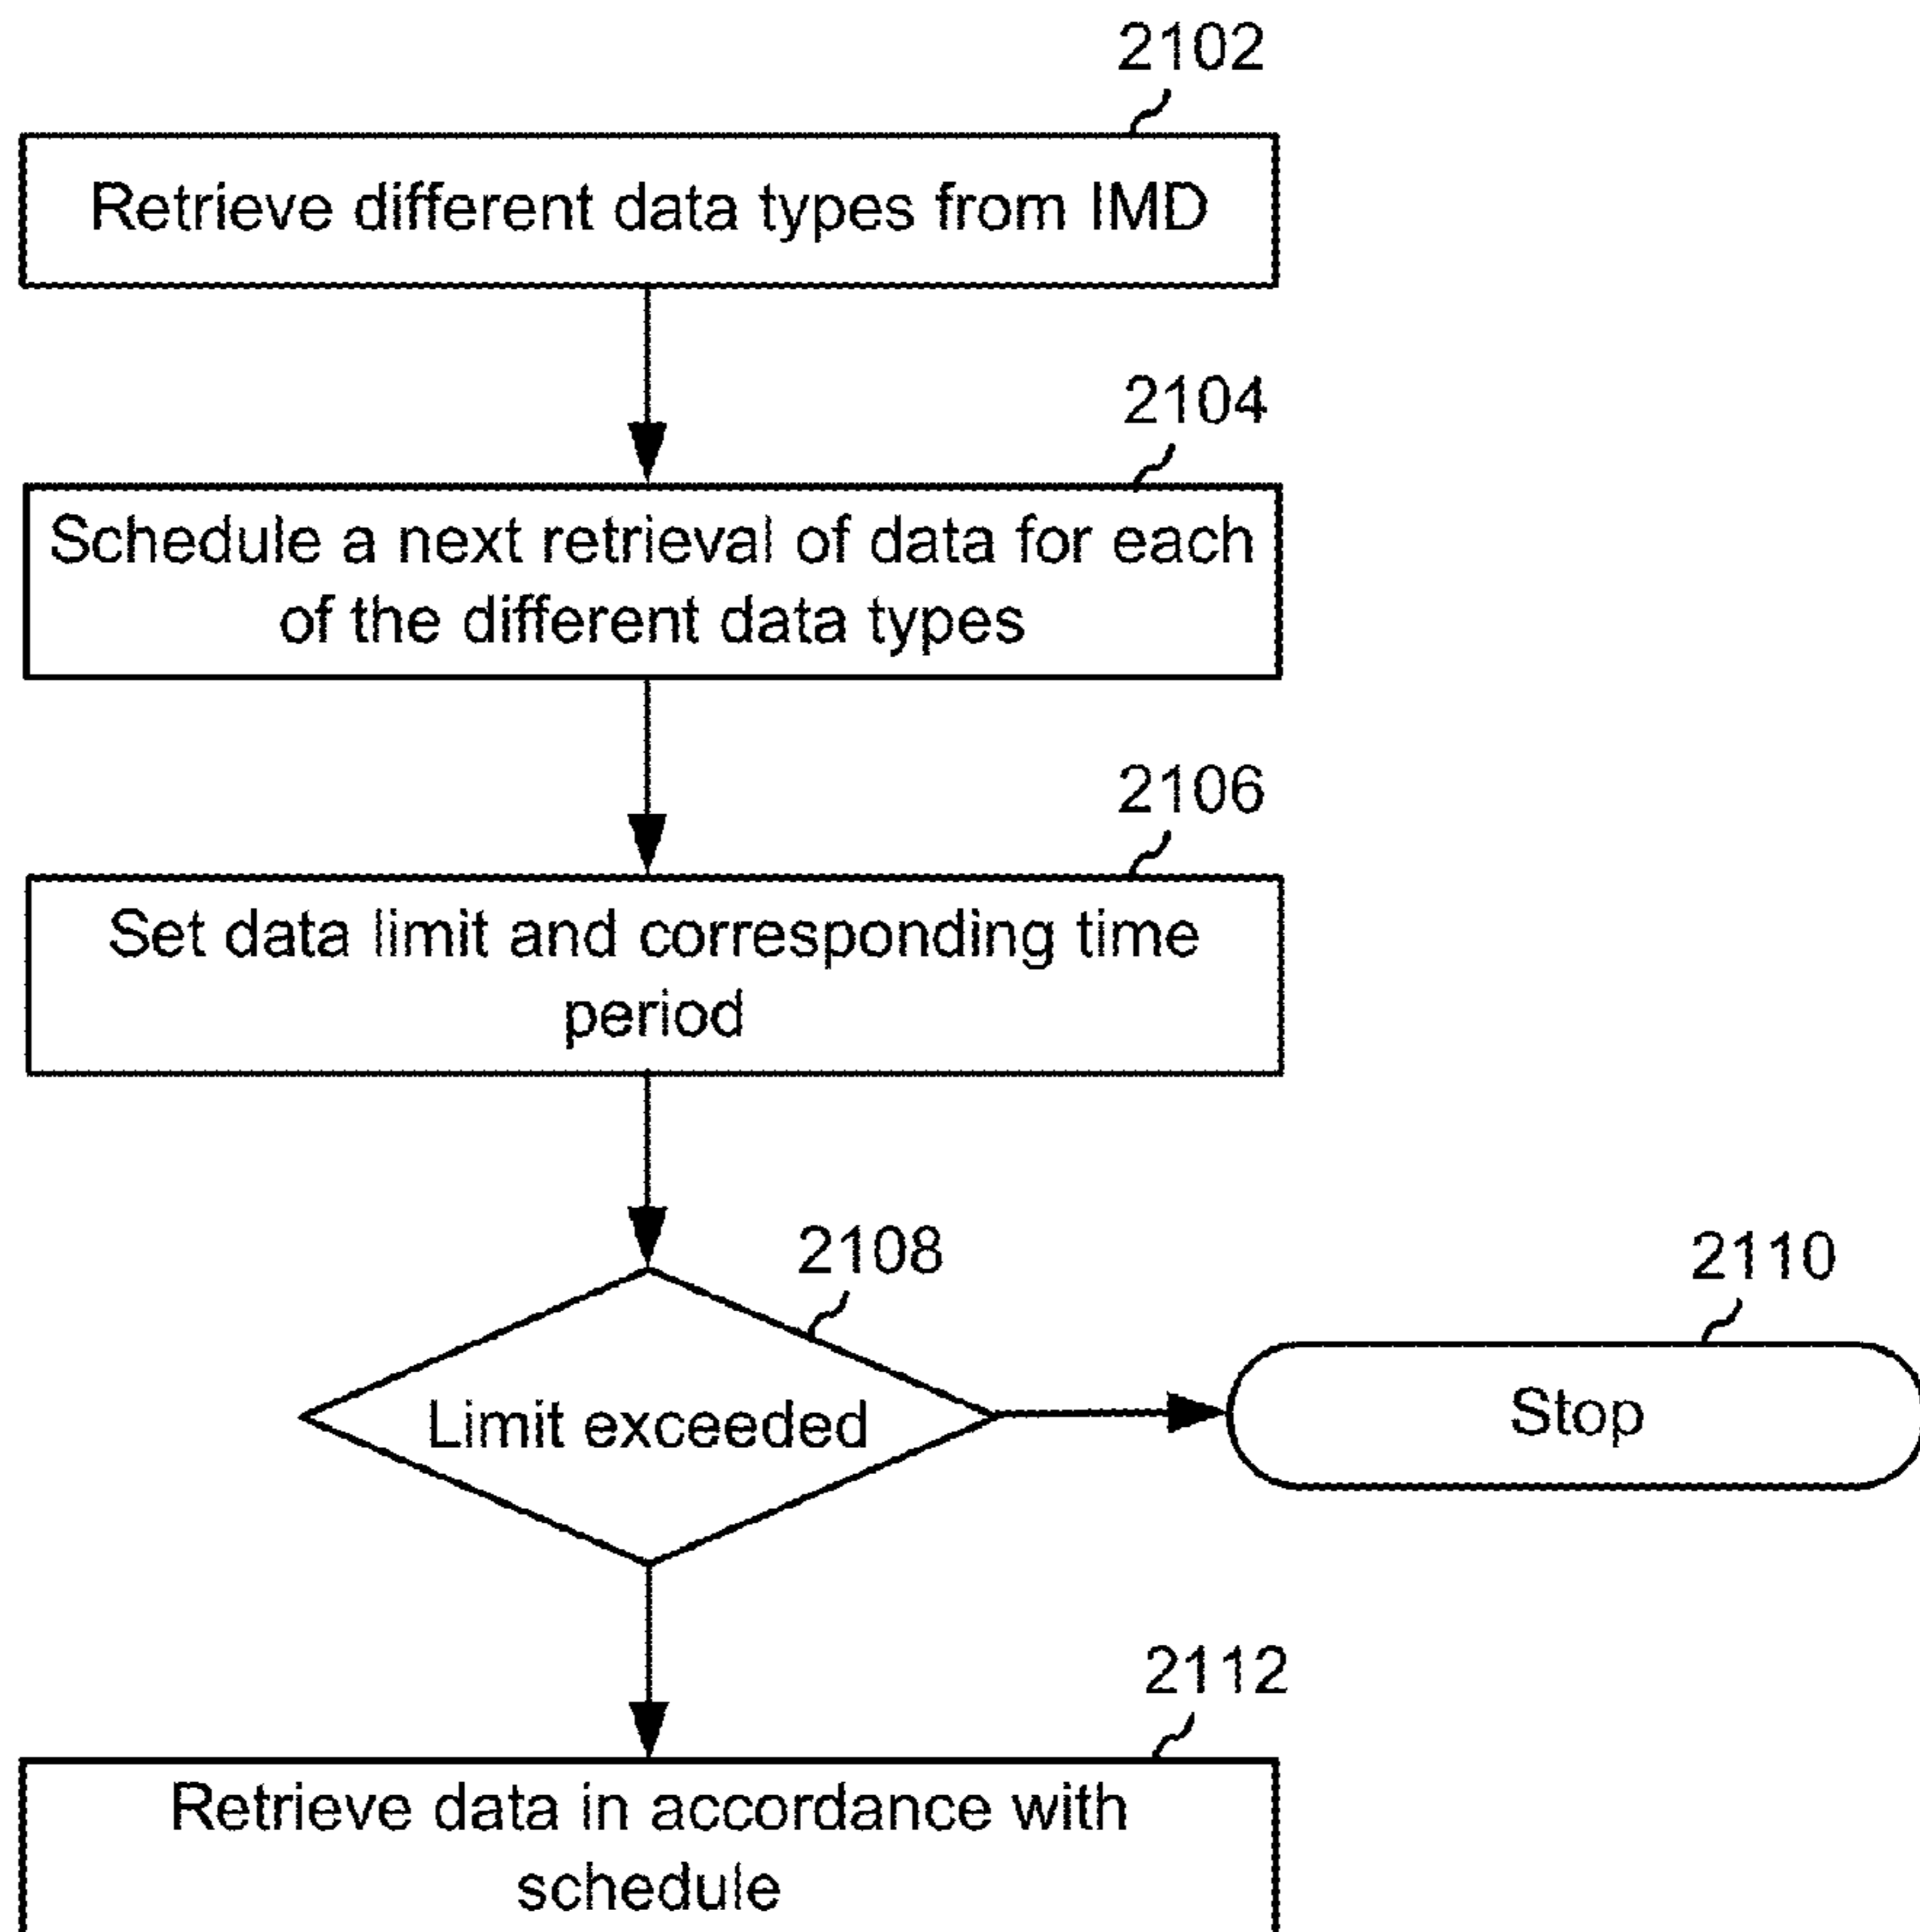 2102
Retrieve different data types from IMD
2104
Schedule a next retrieval of data for each
of the different data types
2106
Set data limit and corresponding time
period
2108
Limit exceeded
2110
Stop
2112
Retrieve data in accordance with
schedule